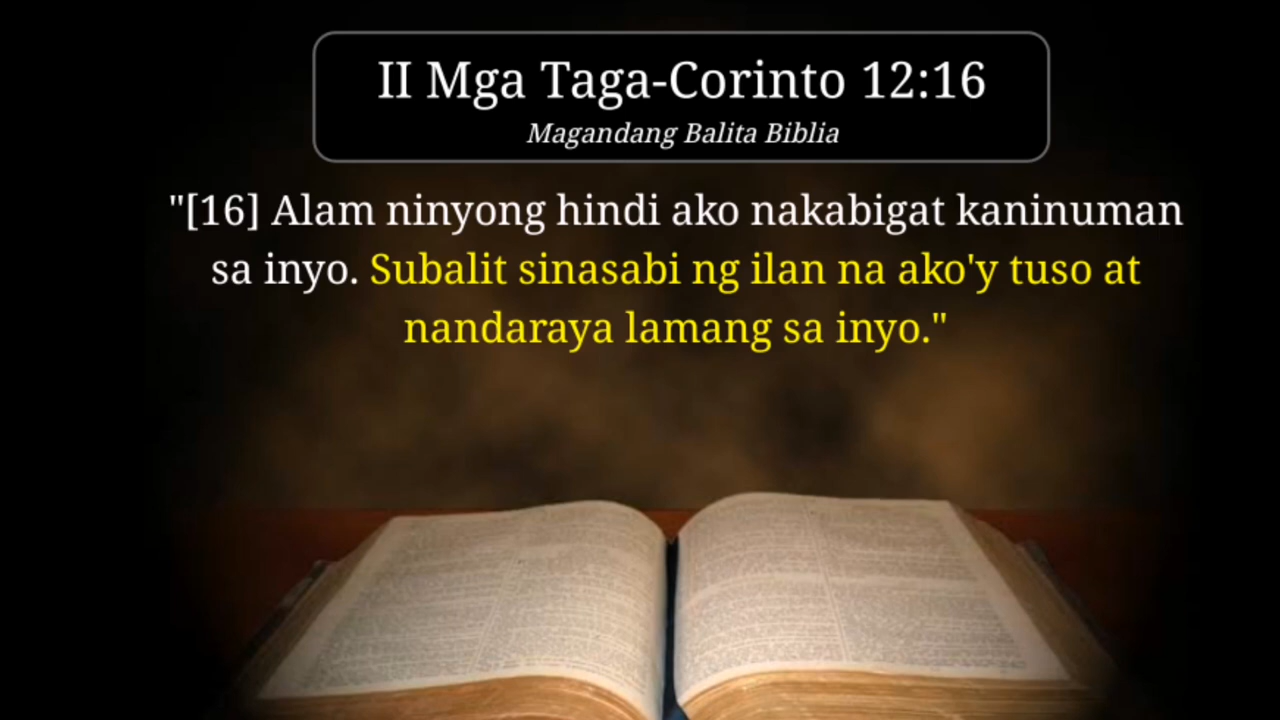 II Mga Taga-Corinto 12:16
Magandang Balita Biblia
"[16] Alam ninyong hindi ako nakabigat kaninuman
sa inyo. Subalit sinasabi ng ilan na ako'y tuso at
nandaraya lamang sa inyo."